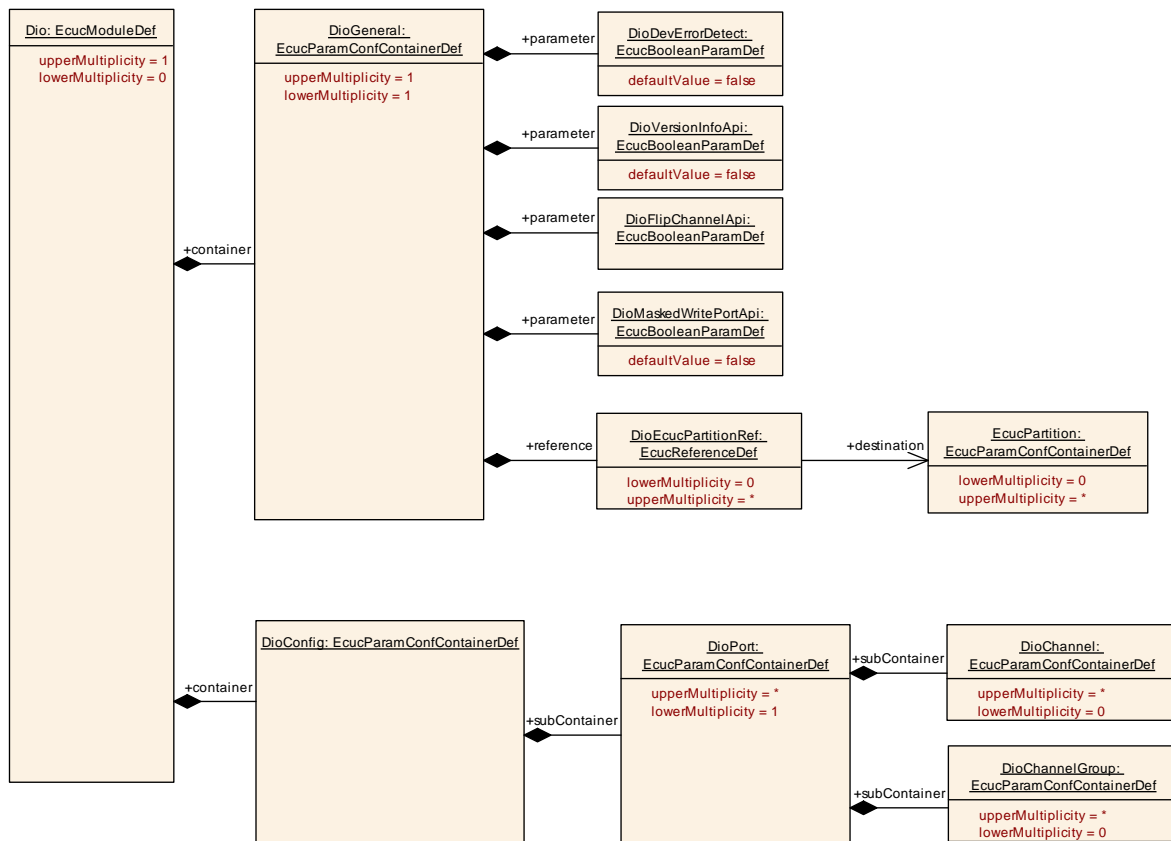 Dio: EcucModuleDef
upperMultiplicity = 1
lowerMultiplicity = 0
+container
DioGeneral:
EcucParamConfContainerDef
upperMultiplicity = 1
lowerMultiplicity = 1
+parameter
DioDevErrorDetect:
EcucBooleanParamDef
defaultValue = false
+parameter
DioVersionInfoApi:
EcucBooleanParamDef
defaultValue = false
+parameter
DioFlipChannelApi:
EcucBooleanParamDef
+parameter
DioMaskedWritePortApi:
EcucBooleanParamDef
defaultValue = false
+reference
DioEcucPartitionRef:
EcucReferenceDef
lowerMultiplicity = 0
upperMultiplicity = *
+destination
EcucPartition:
EcucParamConfContainerDef
lowerMultiplicity = 0
upperMultiplicity = *
+container
DioConfig: EcucParamConfContainerDef
+subContainer
DioPort:
EcucParamConfContainerDef
upperMultiplicity = *
lowerMultiplicity = 1
+subContainer
DioChannel:
EcucParamConfContainerDef
upperMultiplicity = *
lowerMultiplicity = 0
+subContainer
DioChannelGroup:
EcucParamConfContainerDef
upperMultiplicity = *
lowerMultiplicity = 0